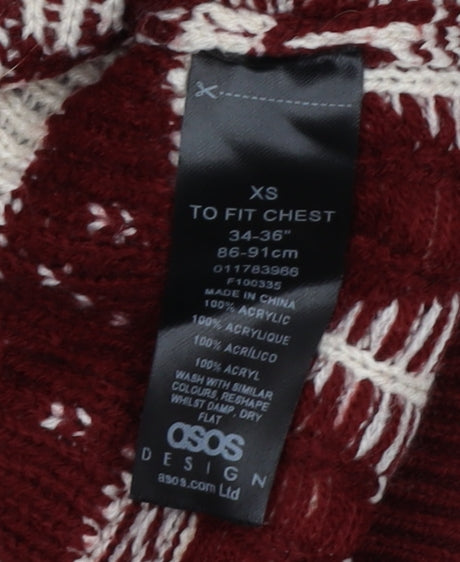 XS
TO FIT CHEST
34-36"
86-91cm
011783966
F100335
MADE IN CHINA
100% ACRYLIC
100% ACRYLIQUE
100% ACRÍLICO
100% ACRYL
WASH WITH SIMILAR
COLOURS, RESHAPE
WHILST DAMP, DRY
FLAT
asos
DESIGN
asos.com Ltd